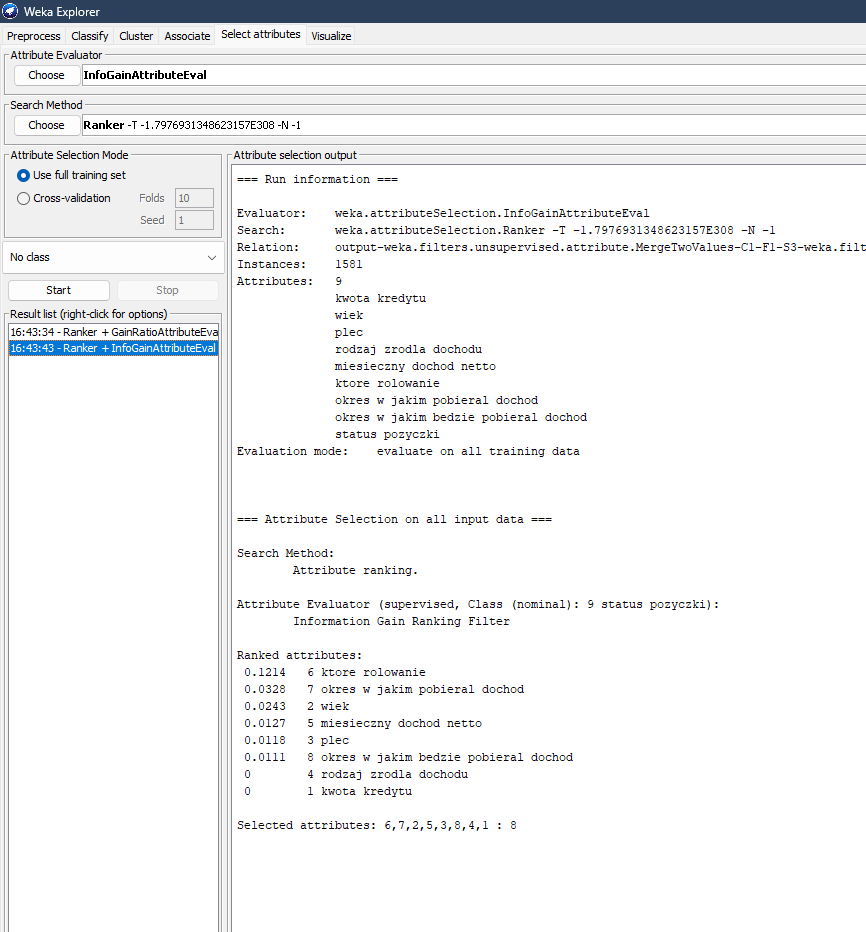 Weka Explorer
Preprocess Classify Cluster Associate Select attributes Visualize
Attribute Evaluator
Choose InfoGainAttributeEval
Search Method
Choose Ranker -T -1.7976931348623157E308 -N -1
Attribute Selection Mode
Use full training set
Cross-validation Folds 10
Seed 1
No class
Start Stop
Result list (right-click for options)
16:43:34 - Ranker + GainRatioAttributeEva
16:43:43 - Ranker + InfoGainAttributeEval
Attribute selection output
=== Run information ===
Evaluator: weka.attributeSelection.InfoGainAttributeEval
Search: weka.attributeSelection.Ranker -T -1.7976931348623157E308 -N -1
Relation: output-weka.filters.unsupervised.attribute.MergeTwoValues-C1-F1-S3-weka.filt
Instances: 1581
Attributes: 9
kwota kredytu
wiek
plec
rodzaj zrodla dochodu
miesieczny dochod netto
ktore rolowanie
okres w jakim pobieral dochod
okres w jakim bedzie pobieral dochod
status pozyczki
Evaluation mode: evaluate on all training data
=== Attribute Selection on all input data ===
Search Method:
Attribute ranking.
Attribute Evaluator (supervised, Class (nominal): 9 status pozyczki):
Information Gain Ranking Filter
Ranked attributes:
0.1214 6 ktore rolowanie
0.0328 7 okres w jakim pobieral dochod
0.0243 2 wiek
0.0127 5 miesieczny dochod netto
0.0118 3 plec
0.0111 8 okres w jakim bedzie pobieral dochod
0 4 rodzaj zrodla dochodu
0 1 kwota kredytu
Selected attributes: 6,7,2,5,3,8,4,1 : 8